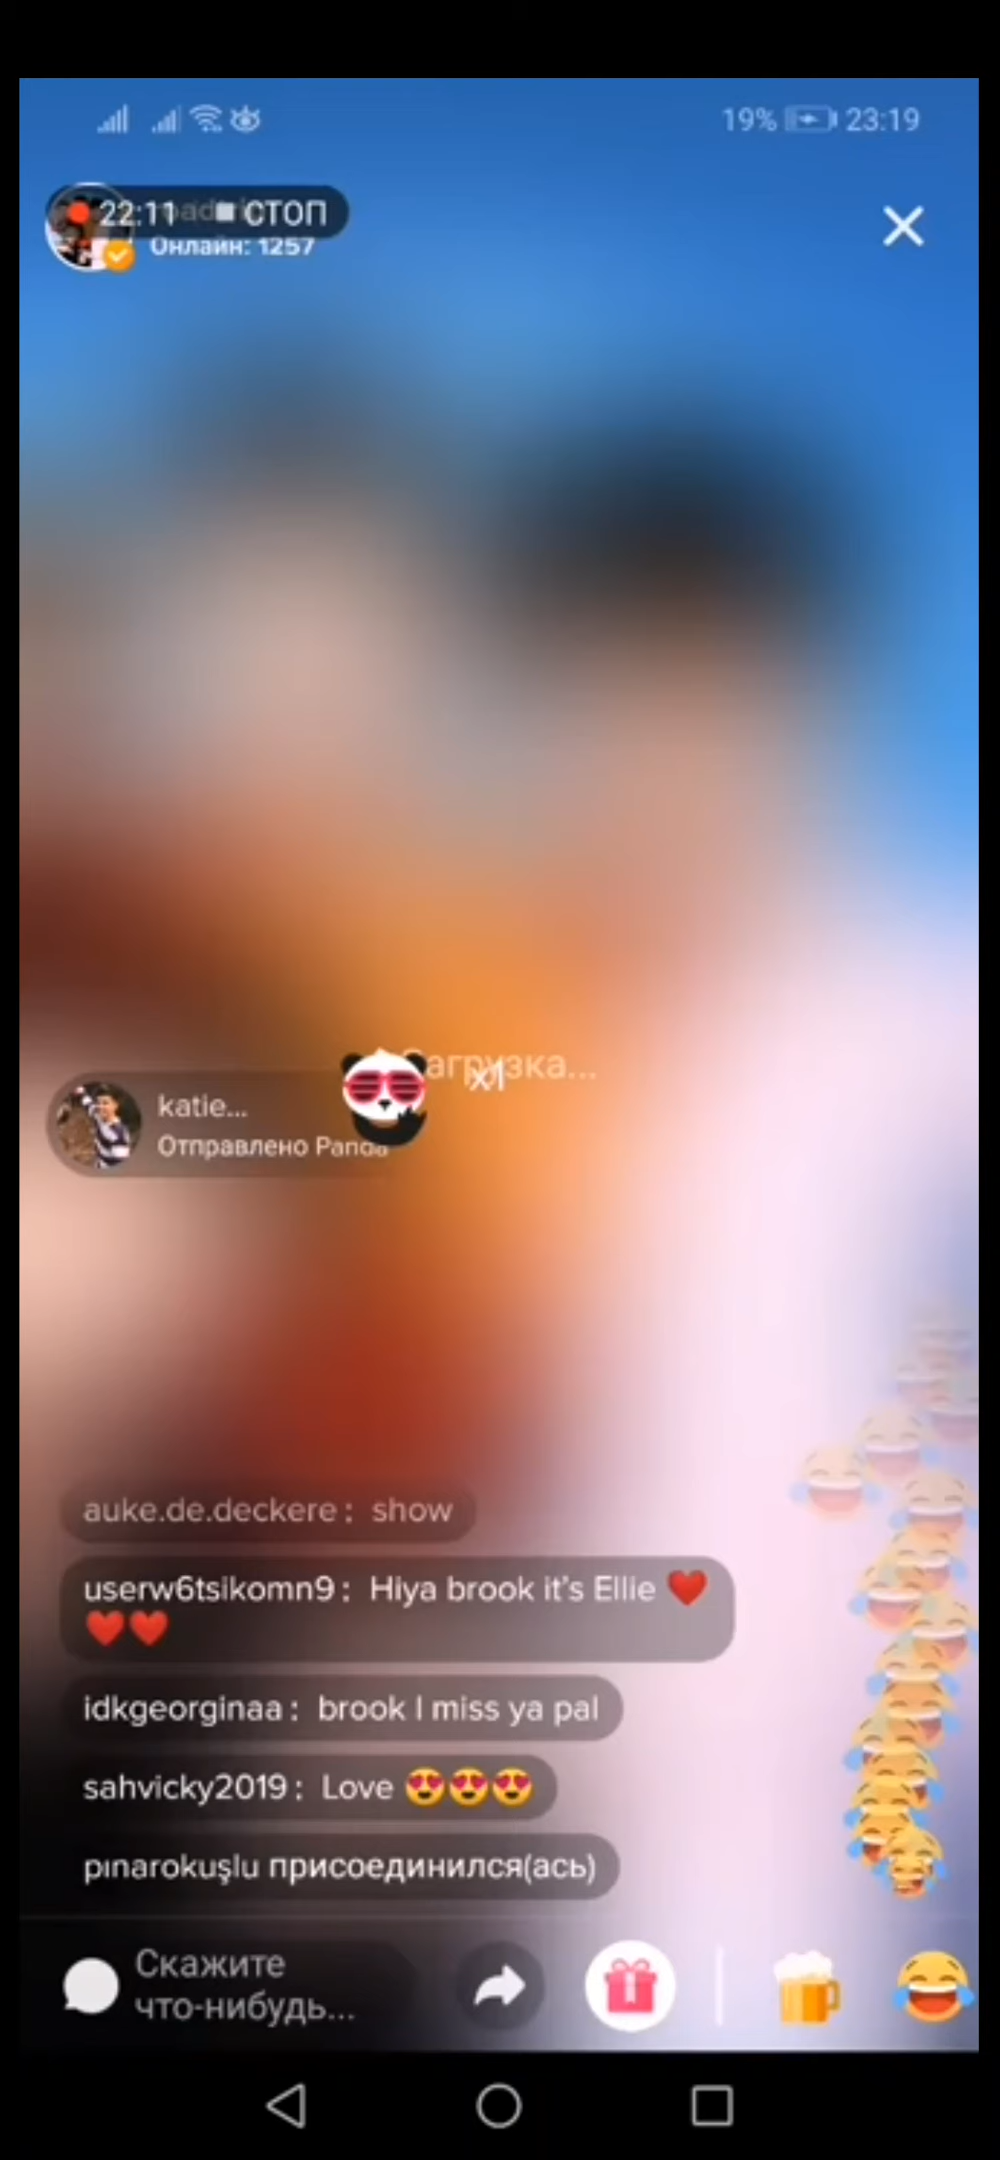 19% 23:19
22:11 СТОП
Онлайн: 1257
Загрузка...
x1
katie...
Отправлено Panda
auke.de.deckere : show
userw6tsikomn9 : Hiya brook it's Ellie ❤️
❤️❤️
idkgeorginaa : brook I miss ya pal
sahvicky2019 : Love 😍😍😍
pınarokuşlu присоединился(ась)
Скажите
что-нибудь...